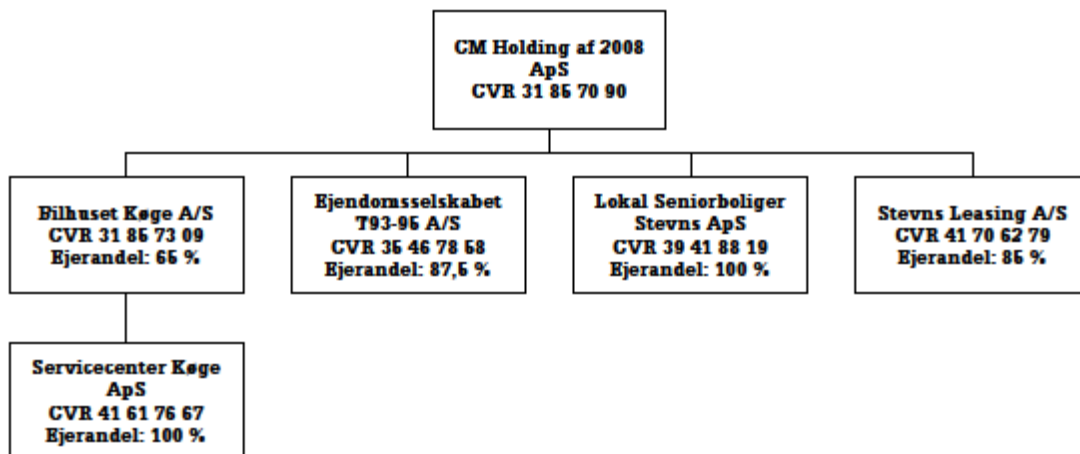 CM Holding af 2008
ApS
CVR 31 85 70 90
Bilhuset Køge A/S
CVR 31 85 73 09
Ejerandel: 65 %
Ejendomsselskabet
T93-95 A/S
CVR 35 46 78 58
Ejerandel: 87,5 %
Lokal Seniorboliger
Stevns ApS
CVR 39 41 88 19
Ejerandel: 100 %
Stevns Leasing A/S
CVR 41 70 62 79
Ejerandel: 85 %
Servicecenter Køge
ApS
CVR 41 61 76 67
Ejerandel: 100 %